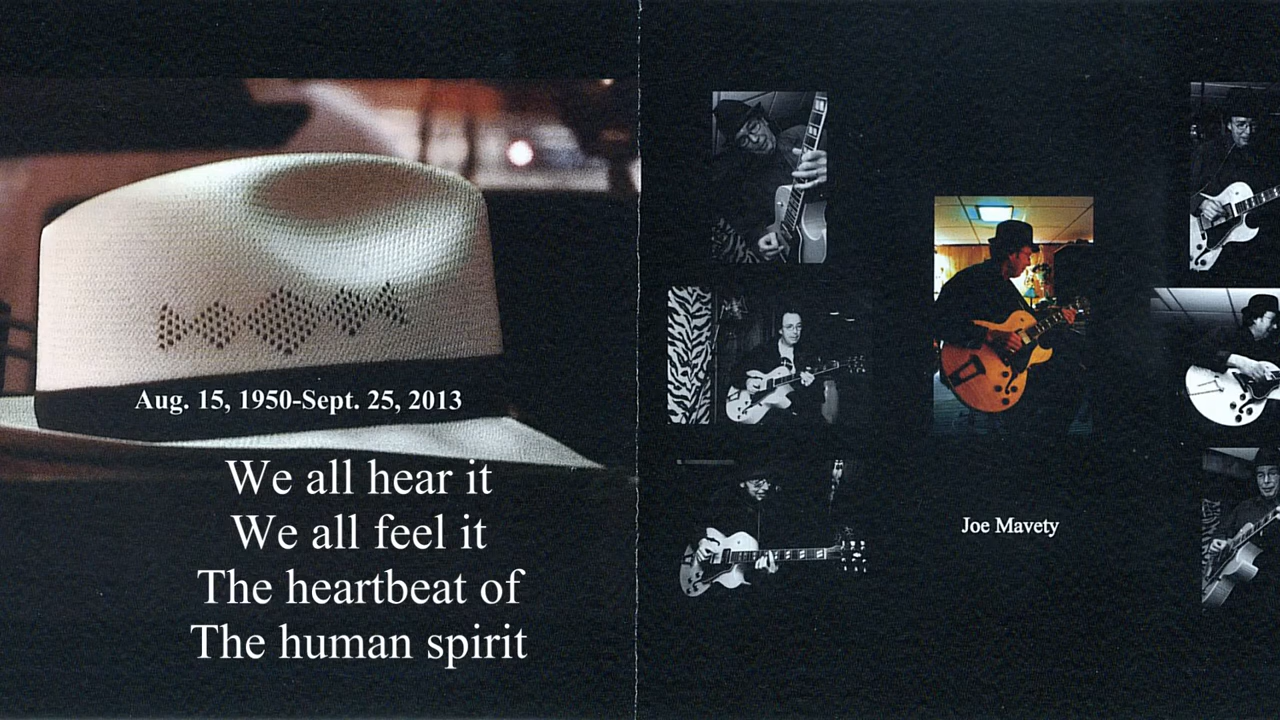 Aug. 15, 1950-Sept. 25, 2013
We all hear it
We all feel it
The heartbeat of
The human spirit
Joe Mavety